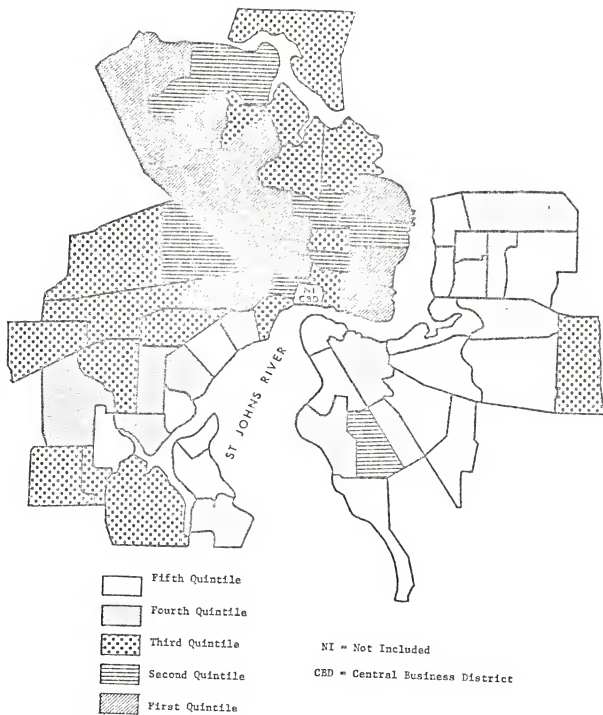 NI
CBD
ST JOHNS RIVER
Fifth Quintile
Fourth Quintile
Third Quintile
Second Quintile
First Quintile
NI = Not Included
CBD = Central Business District